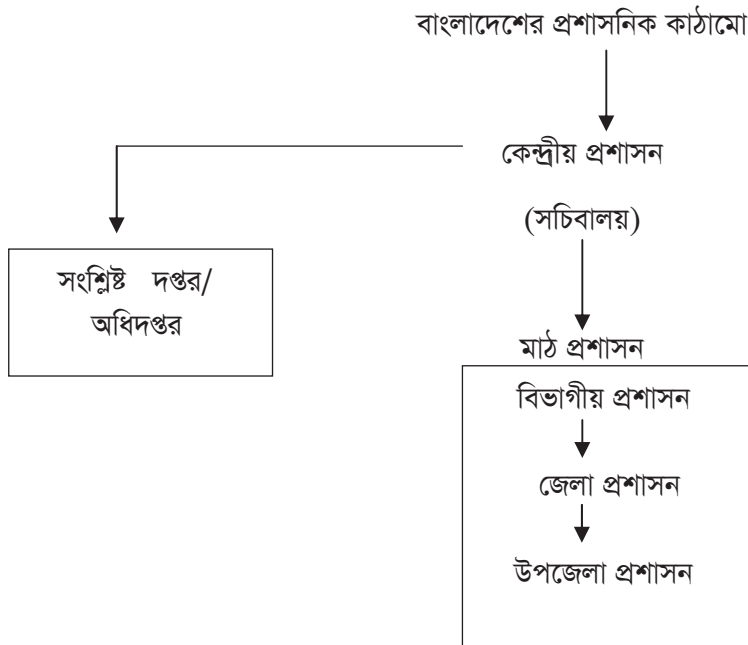 বাংলাদেশের প্রশাসনিক কাঠামো
কেন্দ্রীয় প্রশাসন
(সচিবালয়)
সংশ্লিষ্ট দপ্তর/
অধিদপ্তর
মাঠ প্রশাসন
বিভাগীয় প্রশাসন
জেলা প্রশাসন
উপজেলা প্রশাসন